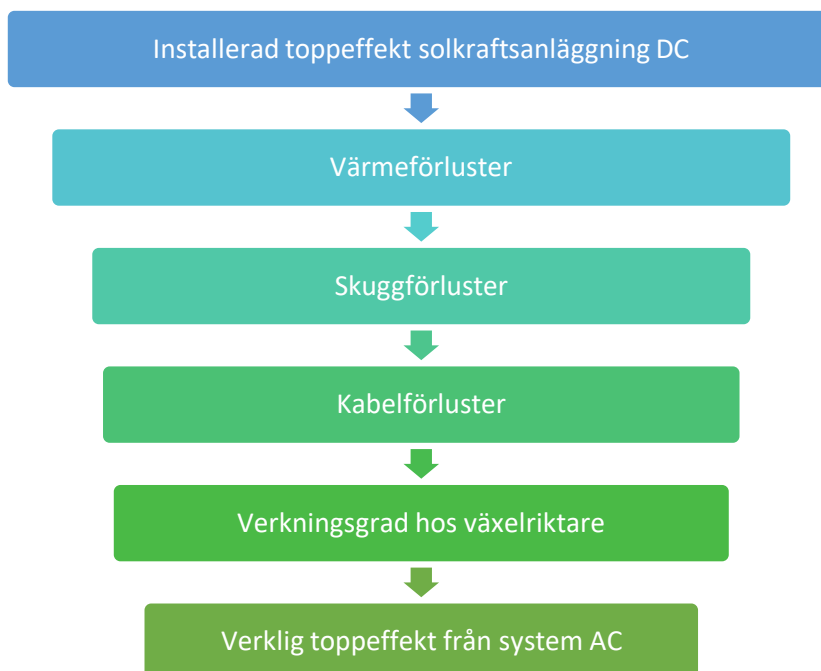 Installerad toppeffekt solkraftsanläggning DC
Värmeförluster
Skuggförluster
Kabelförluster
Verkningsgrad hos växelriktare
Verklig toppeffekt från system AC